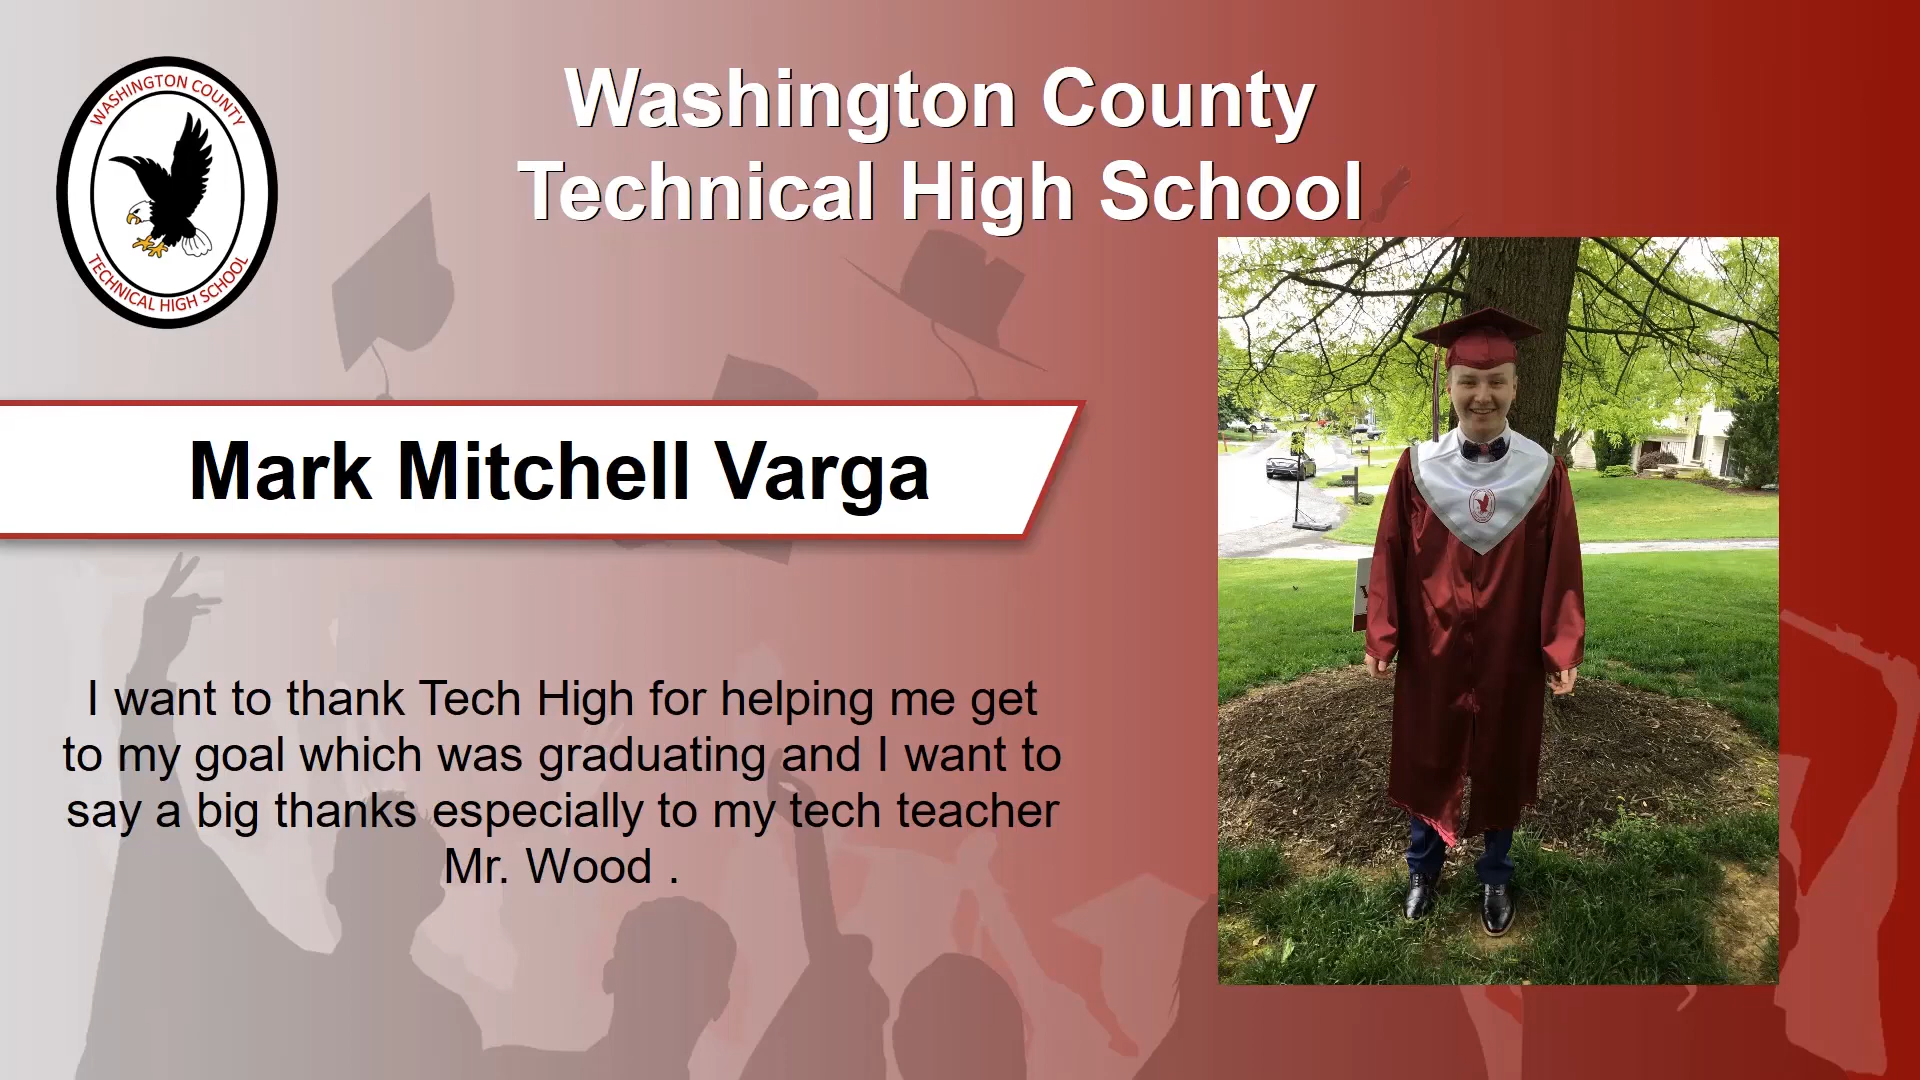 WASHINGTON COUNTY
TECHNICAL HIGH SCHOOL
Washington County
Technical High School
Mark Mitchell Varga
I want to thank Tech High for helping me get
to my goal which was graduating and I want to
say a big thanks especially to my tech teacher
Mr. Wood .